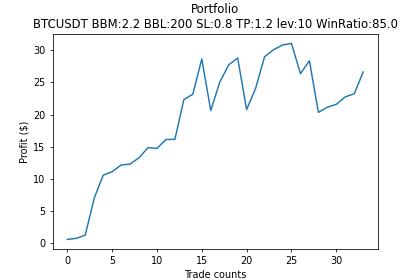 Portfolio
BTCUSDT BBM:2.2 BBL:200 SL:0.8 TP:1.2 lev:10 WinRatio:85.0
30
25
20
15
10
5
0
Profit ($)
0 5 10 15 20 25 30
Trade counts